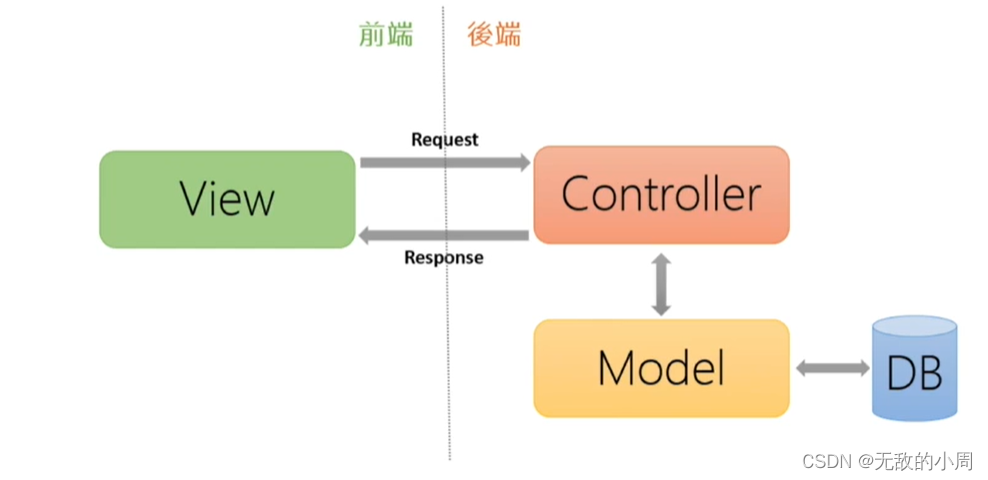 前端
後端
Request
View
Controller
Response
Model
DB
CSDN @无敌的小周